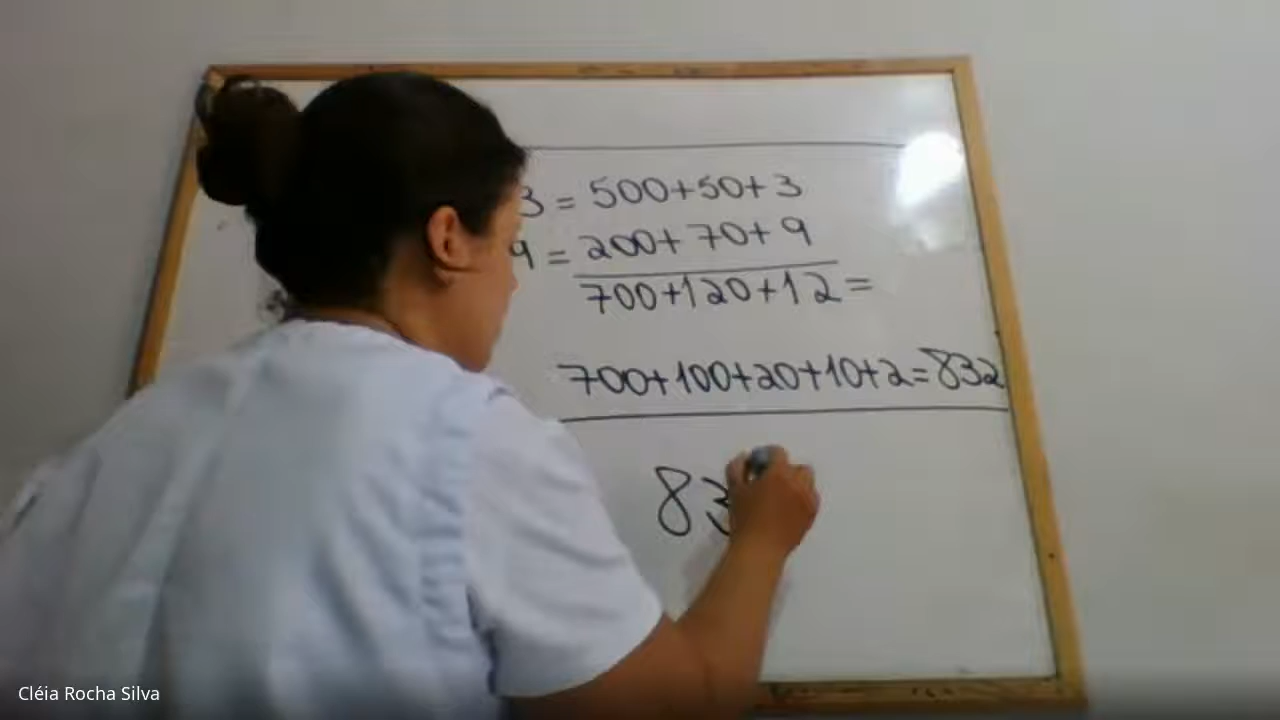 3 = 500+50+3
9 = 200+70+9
700+120+12=
700+100+20+10+2=832
83
Cléia Rocha Silva